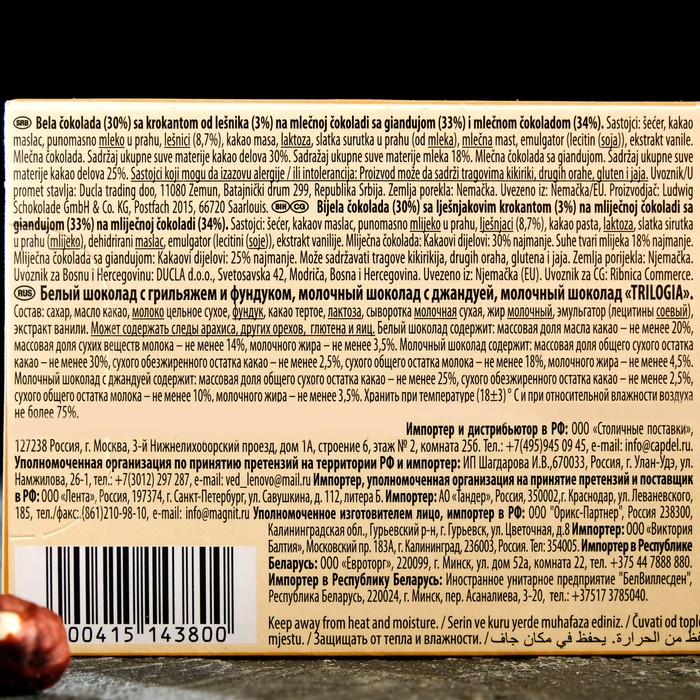 SRB Bela čokolada (30%) sa krokantom od lešnika (3%) na mlečnoj čokoladi sa giandujom (33%) i mlečnom čokoladom (34%). Sastojci: šećer, kakao
maslac, punomasno mleko u prahu, lešnici (8,7%), kakao masa, laktoza, slatka surutka u prahu (od mleka), mlečna mast, emulgator (lecitin (soja)), ekstrakt vanile.
Mlečna čokolada. Sadržaj ukupne suve materije kakao delova 30%. Sadražaj ukupne suve materije mleka 18%. Mlečna čokolada sa giandujom. Sadržaj ukupne suve materije
kakao delova 25%. Sastojci koji mogu da izazovu alergije / ili intolerancija: Proizvod može da sadrži tragovima kikiriki, drugih orahe, gluten i jaja. Uvoznik/U
promet stavlja: Ducla trading doo, 11080 Zemun, Batajnički drum 299, Republika Srbija. Zemlja porekla: Nemačka. Uvezeno iz: Nemačka/EU. Proizvodjač: Ludwig
Schokolade GmbH & Co. KG, Postfach 2015, 66720 Saarlouis. BIH CG Bijela čokolada (30%) sa lješnjakovim krokantom (3%) na mliječnoj čokoladi sa
giandujom (33%) na mliječnoj čokoladi (34%). Sastojci: šećer, kakaov maslac, punomasno mlijeko u prahu, lješnjaci (8,7%), kakao pasta, laktoza, slatka sirutka
u prahu (mlijeko), dehidrirani maslac, emulgator (lecitini (soje)), ekstrakt vanilije. Mliječna čokolada: Kakaovi dijelovi: 30% najmanje. Suhe tvari mlijeka 18% najmanje.
Mliječna čokolada sa giandujom: Kakaovi dijelovi: 25% najmanje. Može sadržavati tragove kikirikija, drugih oraha, glutena i jaja. Zemlja porijekla: Njemačka.
Uvoznik za Bosnu i Hercegovinu: DUCLA d.o.o., Svetosavska 42, Modriča, Bosna i Hercegovina. Uvezeno iz: Njemačka (EU). Uvoznik za CG: Ribnica Commerce.
RUS Белый шоколад с грильяжем и фундуком, молочный шоколад с джандуей, молочный шоколад «TRILOGIA».
Состав: сахар, масло какао, молоко цельное сухое, фундук, какао тертое, лактоза, сыворотка молочная сухая, жир молочный, эмульгатор (лецитины соевый),
экстракт ванили. Может содержать следы арахиса, других орехов, глютена и яиц. Белый шоколад содержит: массовая доля масла какао – не менее 20%,
массовая доля сухих веществ молока – не менее 14%, молочного жира – не менее 3,5%. Молочный шоколад содержит: массовая доля общего сухого остатка
какао – не менее 30%, сухого обезжиренного остатка какао – не менее 2,5%, сухого общего остатка молока – не менее 18%, молочного жира – не менее 4,5%.
Молочный шоколад с джандуей содержит: массовая доля общего сухого остатка какао – не менее 25%, сухого обезжиренного остатка какао – не менее 2,5%,
сухого общего остатка молока – не менее 10%, молочного жира – не менее 3,5%. Хранить при температуре (18±3)° С и при относительной влажности воздуха
не более 75%.
Импортер и дистрибьютор в РФ: ООО «Столичные поставки»,
127238 Россия, г. Москва, 3-й Нижнелихоборский проезд, дом 1А, строение 6, этаж № 2, комната 25б. Тел.: +7(495)945 09 45, e-mail: info@capdel.ru.
Уполномоченная организация по принятию претензий на территории РФ и импортер: ИП Шагдарова И.В.,670033, Россия, г. Улан-Удэ, ул.
Намжилова, 26-1, тел.: +7(3012) 297 287, e-mail: ved_lenovo@mail.ru Импортер, уполномоченная организация на принятие претензий и поставщик
в РФ: ООО «Лента», Россия, 197374, г. Санкт-Петербург, ул. Савушкина, д. 112, литера Б. Импортер: АО «Тандер», Россия, 350002,г. Краснодар, ул. Леваневского,
185, тел./факс.:(861)210-98-10, e-mail: info@magnit.ru Уполномоченное изготовителем лицо, импортер в РФ: ООО "Орикс-Партнер", Россия 238300,
Калининградская обл., Гурьевский р-н, г. Гурьевск, ул. Цветочная, д.8 Импортер: ООО «Виктория
Балтия», Московский пр. 183А, г. Калининград, 236003, Россия. Тел: 354005. Импортер в Республике
Беларусь: ООО «Евроторг», 220099, г. Минск, ул. дом 52а, комната 22, тел. +375 44 7888 880.
Импортер в Республику Беларусь: Иностранное унитарное предприятие "БелВиллесден",
Республика Беларусь, 220024, г. Минск, пер. Асаналиева, 3-20, тел.: +37517 3785040.
00415 143800
Keep away from heat and moisture. / Serin ve kuru yerde muhafaza ediniz. / Čuvati od tople
mjestu. / Защищать от тепла и влажности. / يحفظ في مكان جاف من الحرارة.